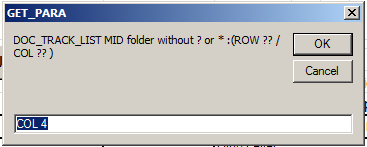 GET_PARA
DOC_TRACK_LIST MID folder without ? or * :(ROW ?? /
COL ?? )
OK
Cancel
COL 4